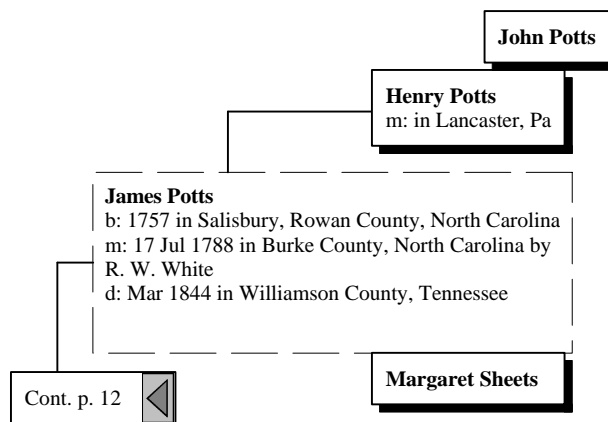 John Potts
Henry Potts
m: in Lancaster, Pa
James Potts
b: 1757 in Salisbury, Rowan County, North Carolina
m: 17 Jul 1788 in Burke County, North Carolina by
R. W. White
d: Mar 1844 in Williamson County, Tennessee
Margaret Sheets
Cont. p. 12